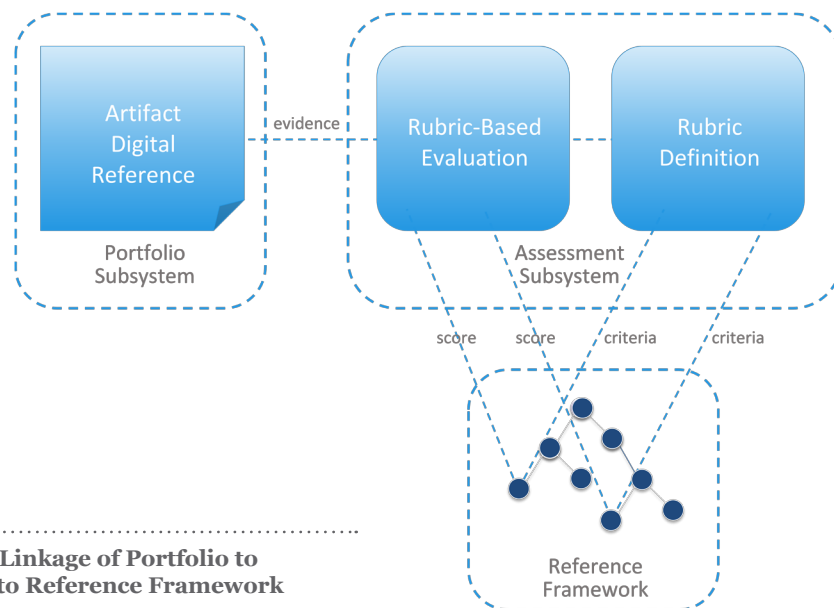 Artifact
Digital
Reference
evidence
Rubric-Based
Evaluation
Rubric
Definition
Portfolio
Subsystem
Assessment
Subsystem
score
score
criteria
criteria
Reference
Framework
Linkage of Portfolio to
to Reference Framework